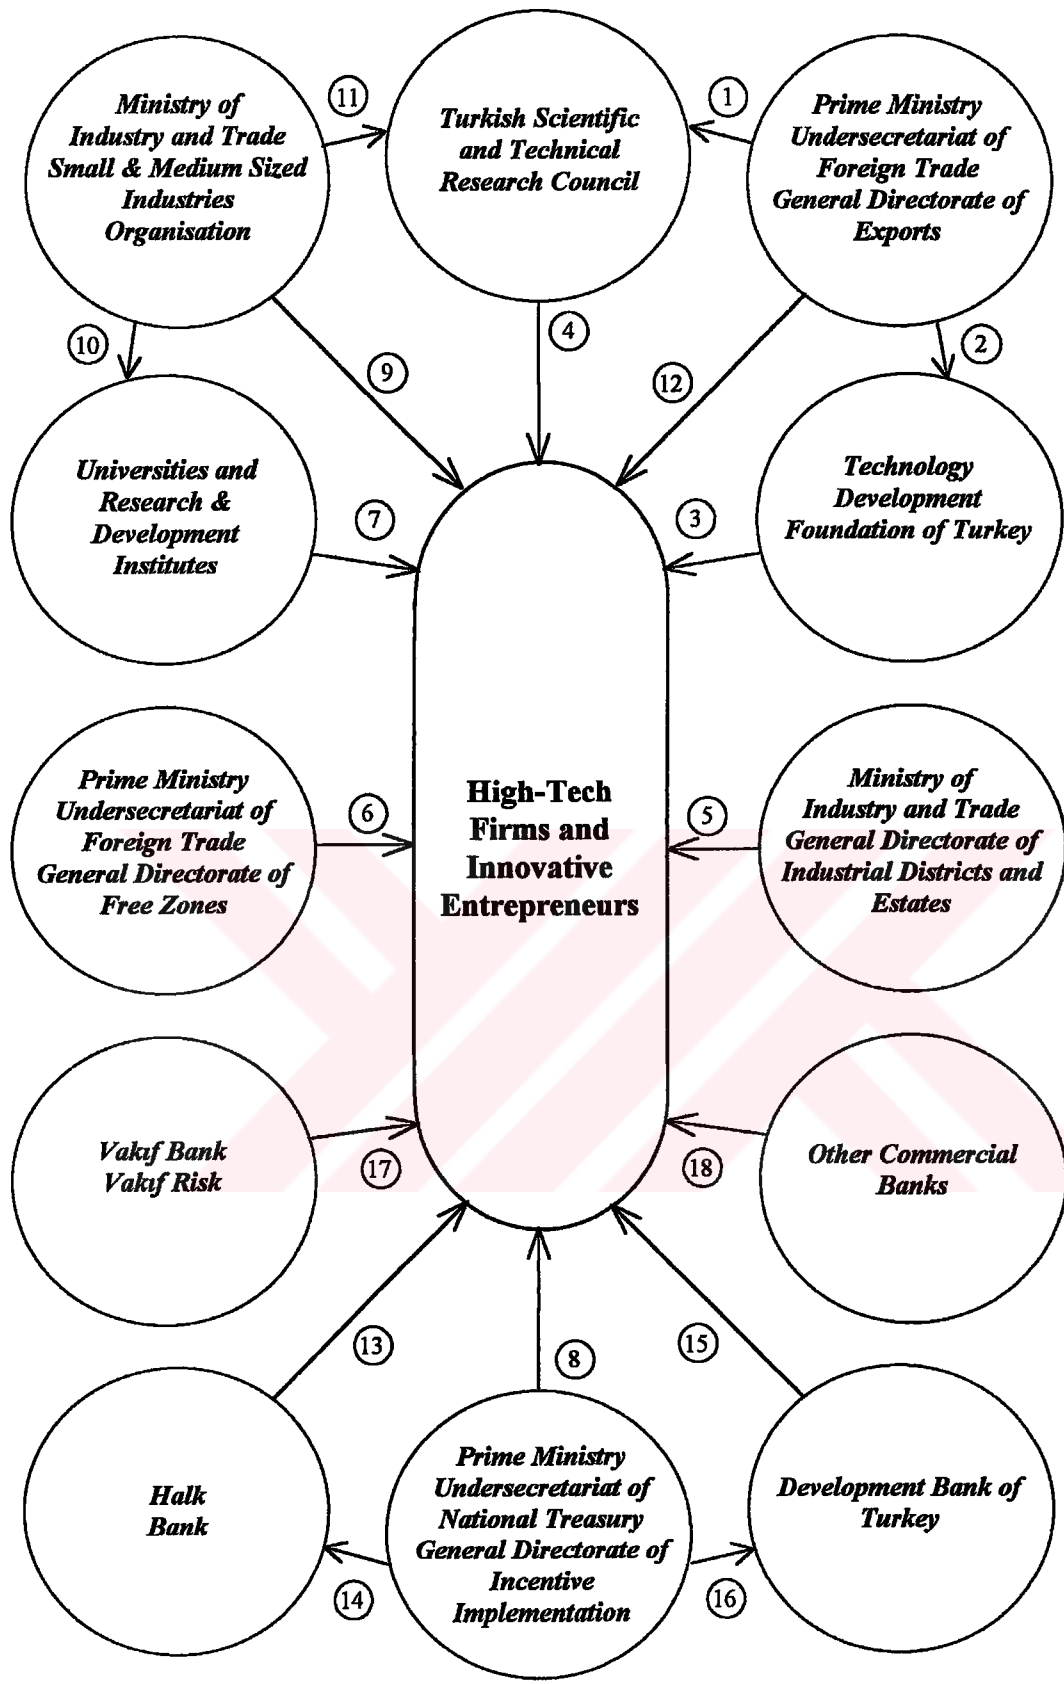 Ministry of
Industry and Trade
Small & Medium Sized
Industries
Organisation
11
Turkish Scientific
and Technical
Research Council
1
Prime Ministry
Undersecretariat of
Foreign Trade
General Directorate of
Exports
10
9
4
12
2
Universities and
Research &
Development
Institutes
7
3
Technology
Development
Foundation of Turkey
Prime Ministry
Undersecretariat of
Foreign Trade
General Directorate of
Free Zones
6
High-Tech
Firms and
Innovative
Entrepreneurs
5
Ministry of
Industry and Trade
General Directorate of
Industrial Districts and
Estates
Vakıf Bank
Vakıf Risk
17
18
Other Commercial
Banks
13
8
15
Halk
Bank
14
Prime Ministry
Undersecretariat of
National Treasury
General Directorate of
Incentive
Implementation
16
Development Bank of
Turkey